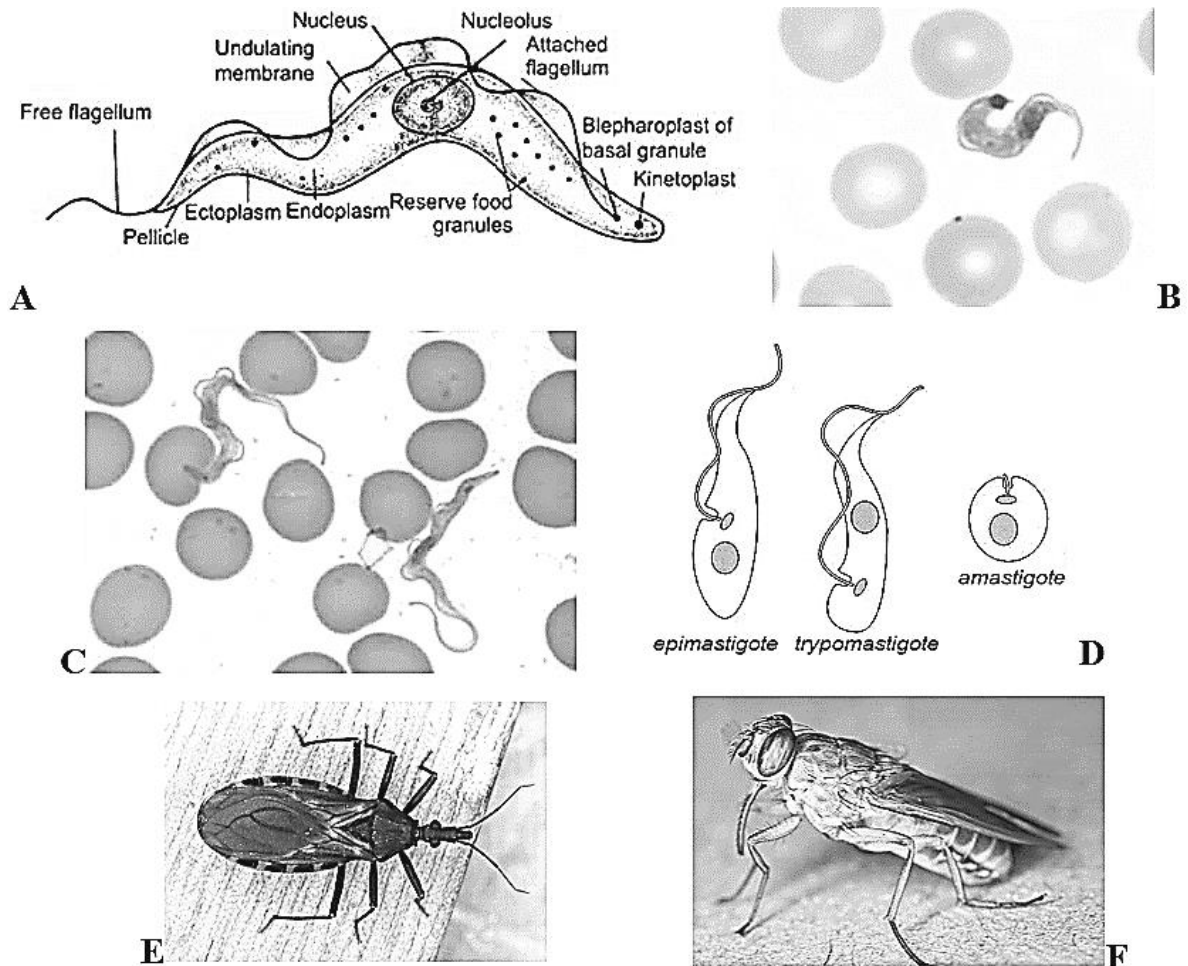 Nucleus
Nucleolus
Undulating
membrane
Attached
flagellum
Free flagellum
Blepharoplast of
basal granule
Kinetoplast
Ectoplasm
Endoplasm
Reserve food
granules
Pellicle
A
B
C
epimastigote
trypomastigote
amastigote
D
E
F